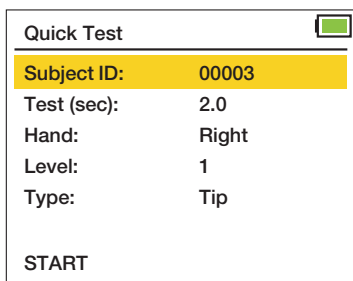 Quick Test
Subject ID: 00003
Test (sec): 2.0
Hand: Right
Level: 1
Type: Tip
START